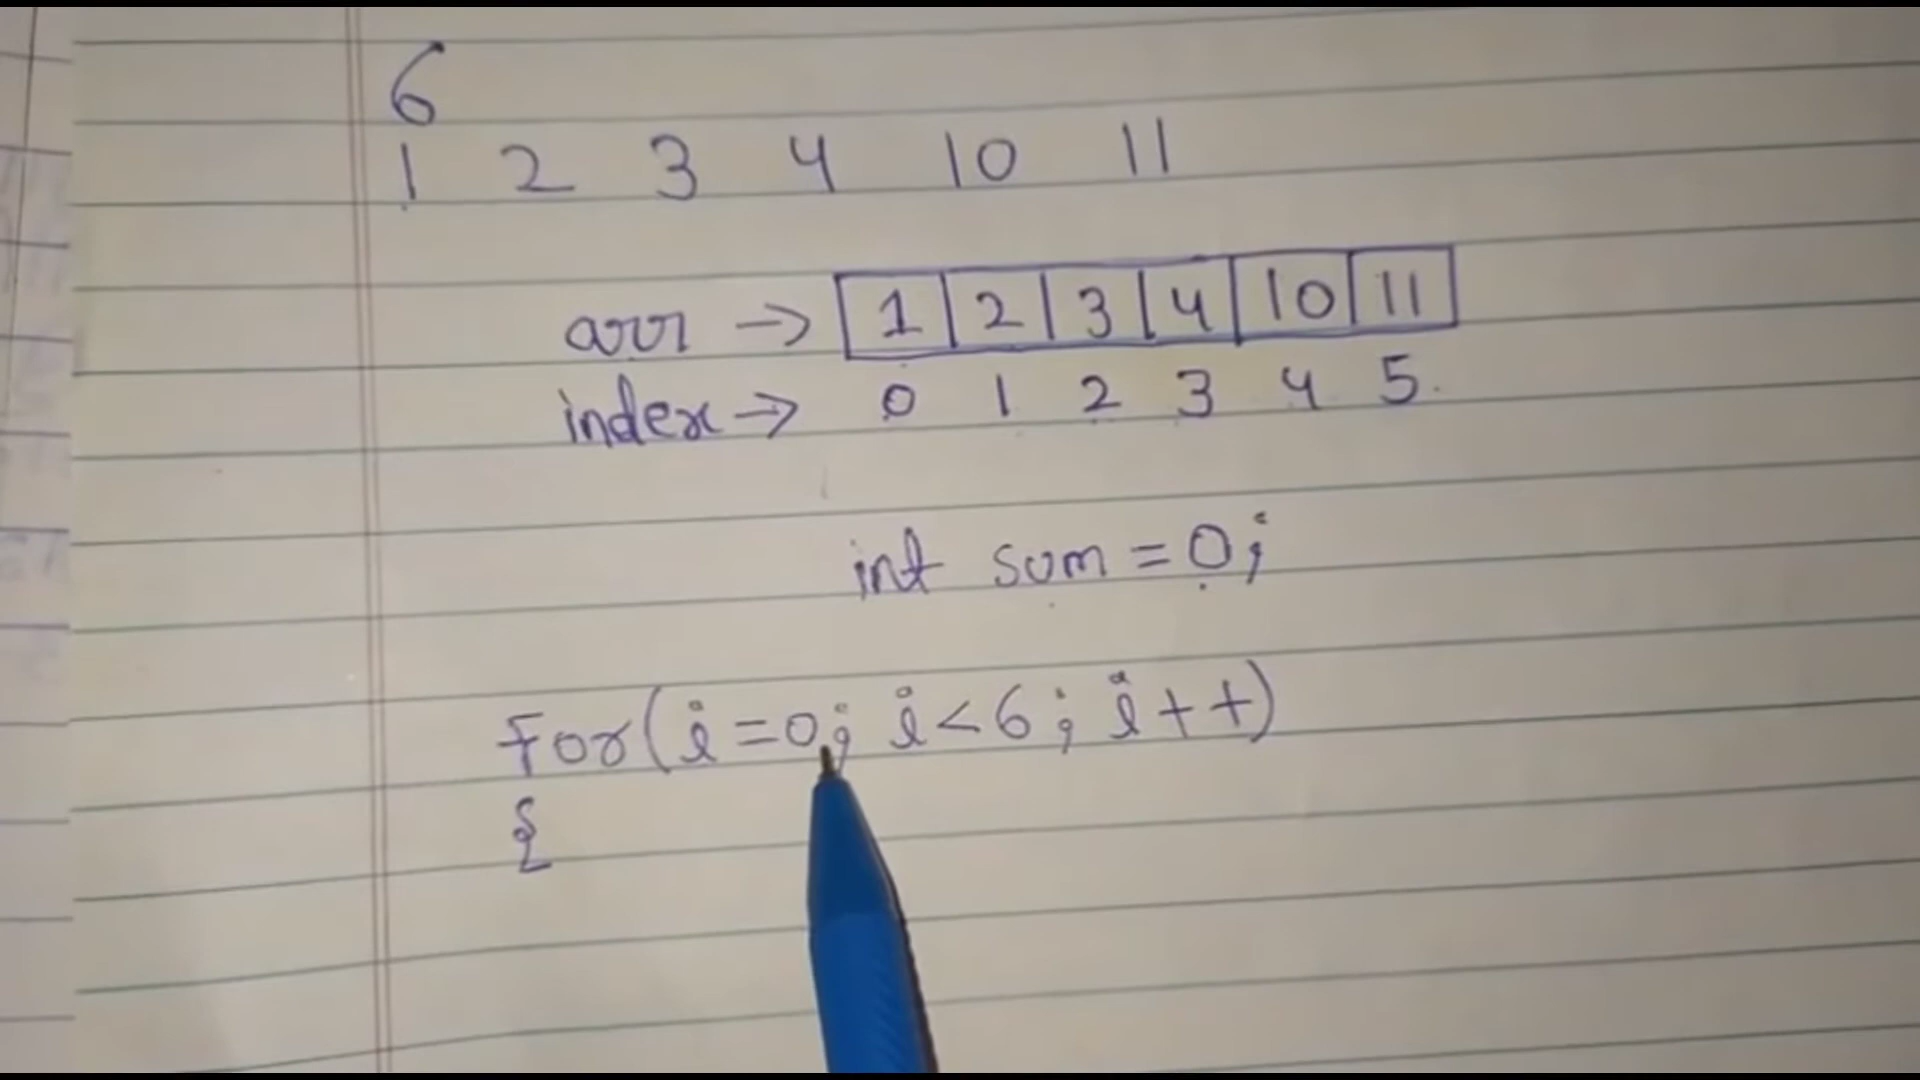 6
1 2 3 4 10 11
arr → 1 2 3 4 10 11
index → 0 1 2 3 4 5
int sum = 0;
For(i=0; i<6; i++)
{